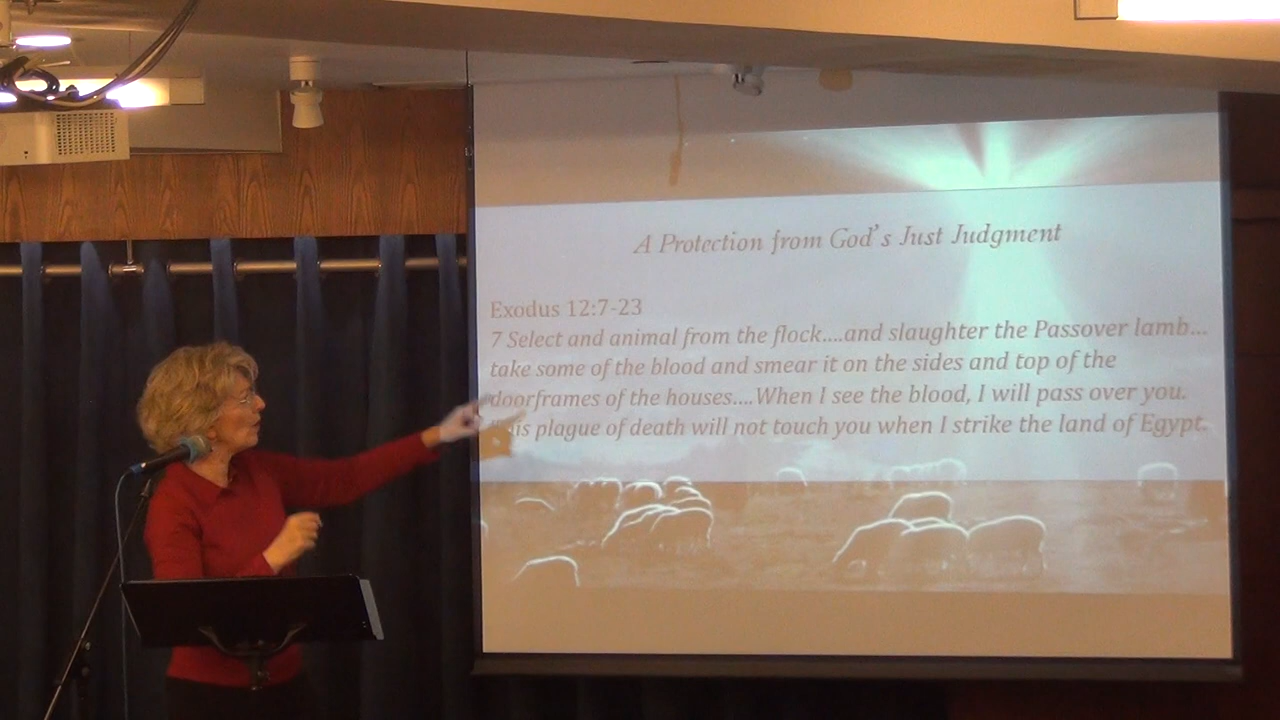 A Protection from God's Just Judgment
Exodus 12:7-23
7 Select and animal from the flock....and slaughter the Passover lamb...
take some of the blood and smear it on the sides and top of the
doorframes of the houses....When I see the blood, I will pass over you.
This plague of death will not touch you when I strike the land of Egypt.